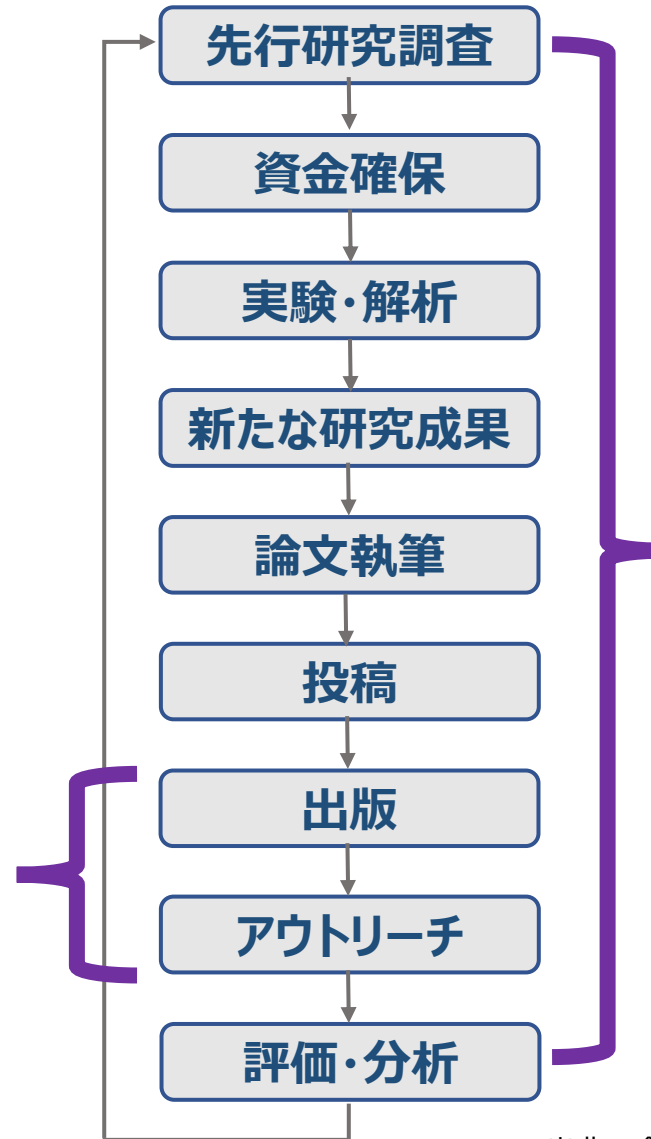 先行研究調査
資金確保
実験・解析
新たな研究成果
論文執筆
投稿
出版
アウトリーチ
評価・分析